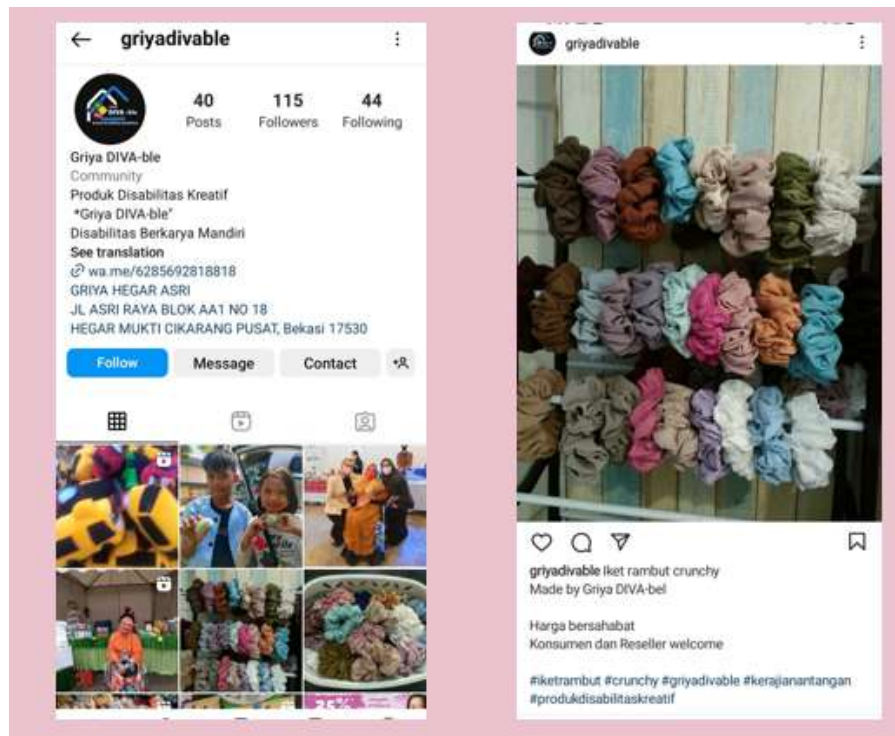 griyadivable
40 115 44
Posts Followers Following
Griya DIVA-ble
Community
Produk Disabilitas Kreatif
*Griya DIVA-ble"
Disabilitas Berkarya Mandiri
See translation
wa.me/6285692818818
GRIYA HEGAR ASRI
JL ASRI RAYA BLOK AA1 NO 18
HEGAR MUKTI CIKARANG PUSAT, Bekasi 17530
Follow Message Contact
griyadivable
griyadivable Iket rambut crunchy
Made by Griya DIVA-bel
Harga bersahabat
Konsumen dan Reseller welcome
#iketrambut #crunchy #griyadivable #kerajianantangan
#produkdisabilitaskreatif